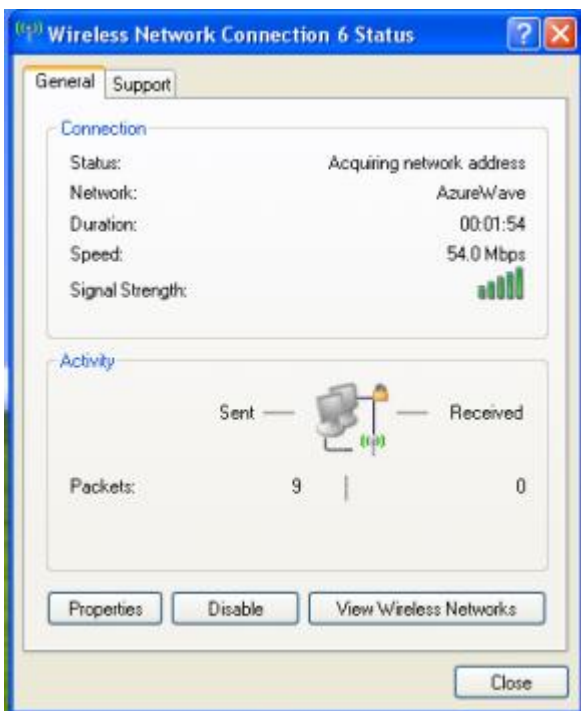 Wireless Network Connection 6 Status
General Support
Connection
Status: Acquiring network address
Network: AzureWave
Duration: 00:01:54
Speed: 54.0 Mbps
Signal Strength:
Activity
Sent Received
Packets: 9 0
Properties Disable View Wireless Networks
Close